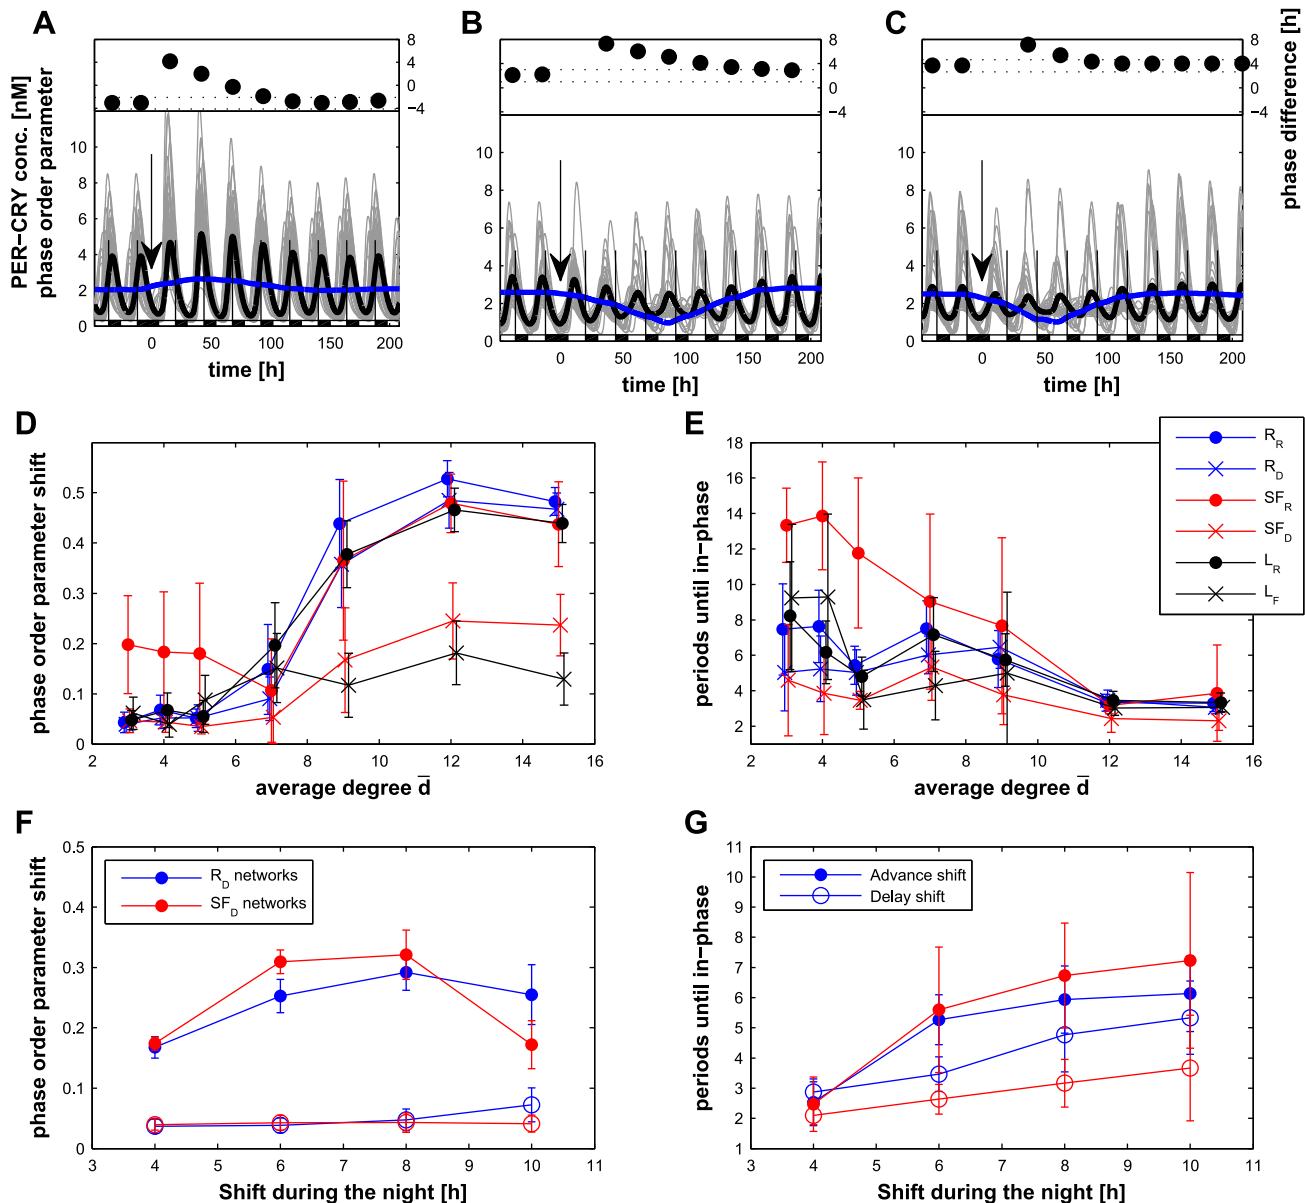 A
B
C
8
4
0
−4
8
4
0
−4
8
4
0
−4
phase difference [h]
PER−CRY conc. [nM]
phase order parameter
10
8
6
4
2
0
10
8
6
4
2
0
10
8
6
4
2
0
0 50 100 150 200
0 50 100 150 200
0 50 100 150 200
time [h]
time [h]
time [h]
D
E
phase order parameter shift
0.5
0.4
0.3
0.2
0.1
0
2 4 6 8 10 12 14 16
average degree d̄
periods until in−phase
18
16
14
12
10
8
6
4
2
2 4 6 8 10 12 14 16
average degree d̄
R_R
R_D
SF_R
SF_D
L_R
L_F
F
G
phase order parameter shift
0.5
0.4
0.3
0.2
0.1
0
R_D networks
SF_D networks
3 4 5 6 7 8 9 10 11
Shift during the night [h]
periods until in−phase
11
10
9
8
7
6
5
4
3
2
1
Advance shift
Delay shift
3 4 5 6 7 8 9 10 11
Shift during the night [h]